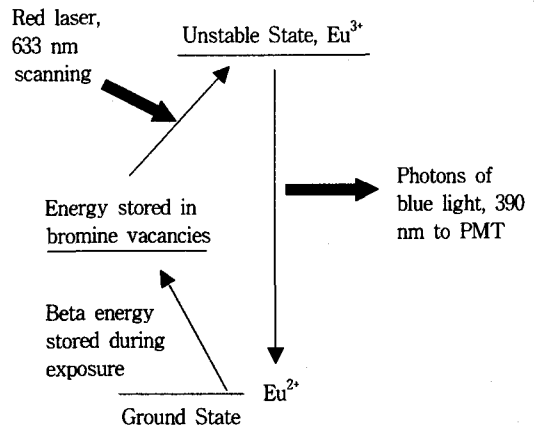 Red laser,
633 nm
scanning
Unstable State, Eu³⁺
Photons of
blue light, 390
nm to PMT
Energy stored in
bromine vacancies
Beta energy
stored during
exposure
Eu²⁺
Ground State